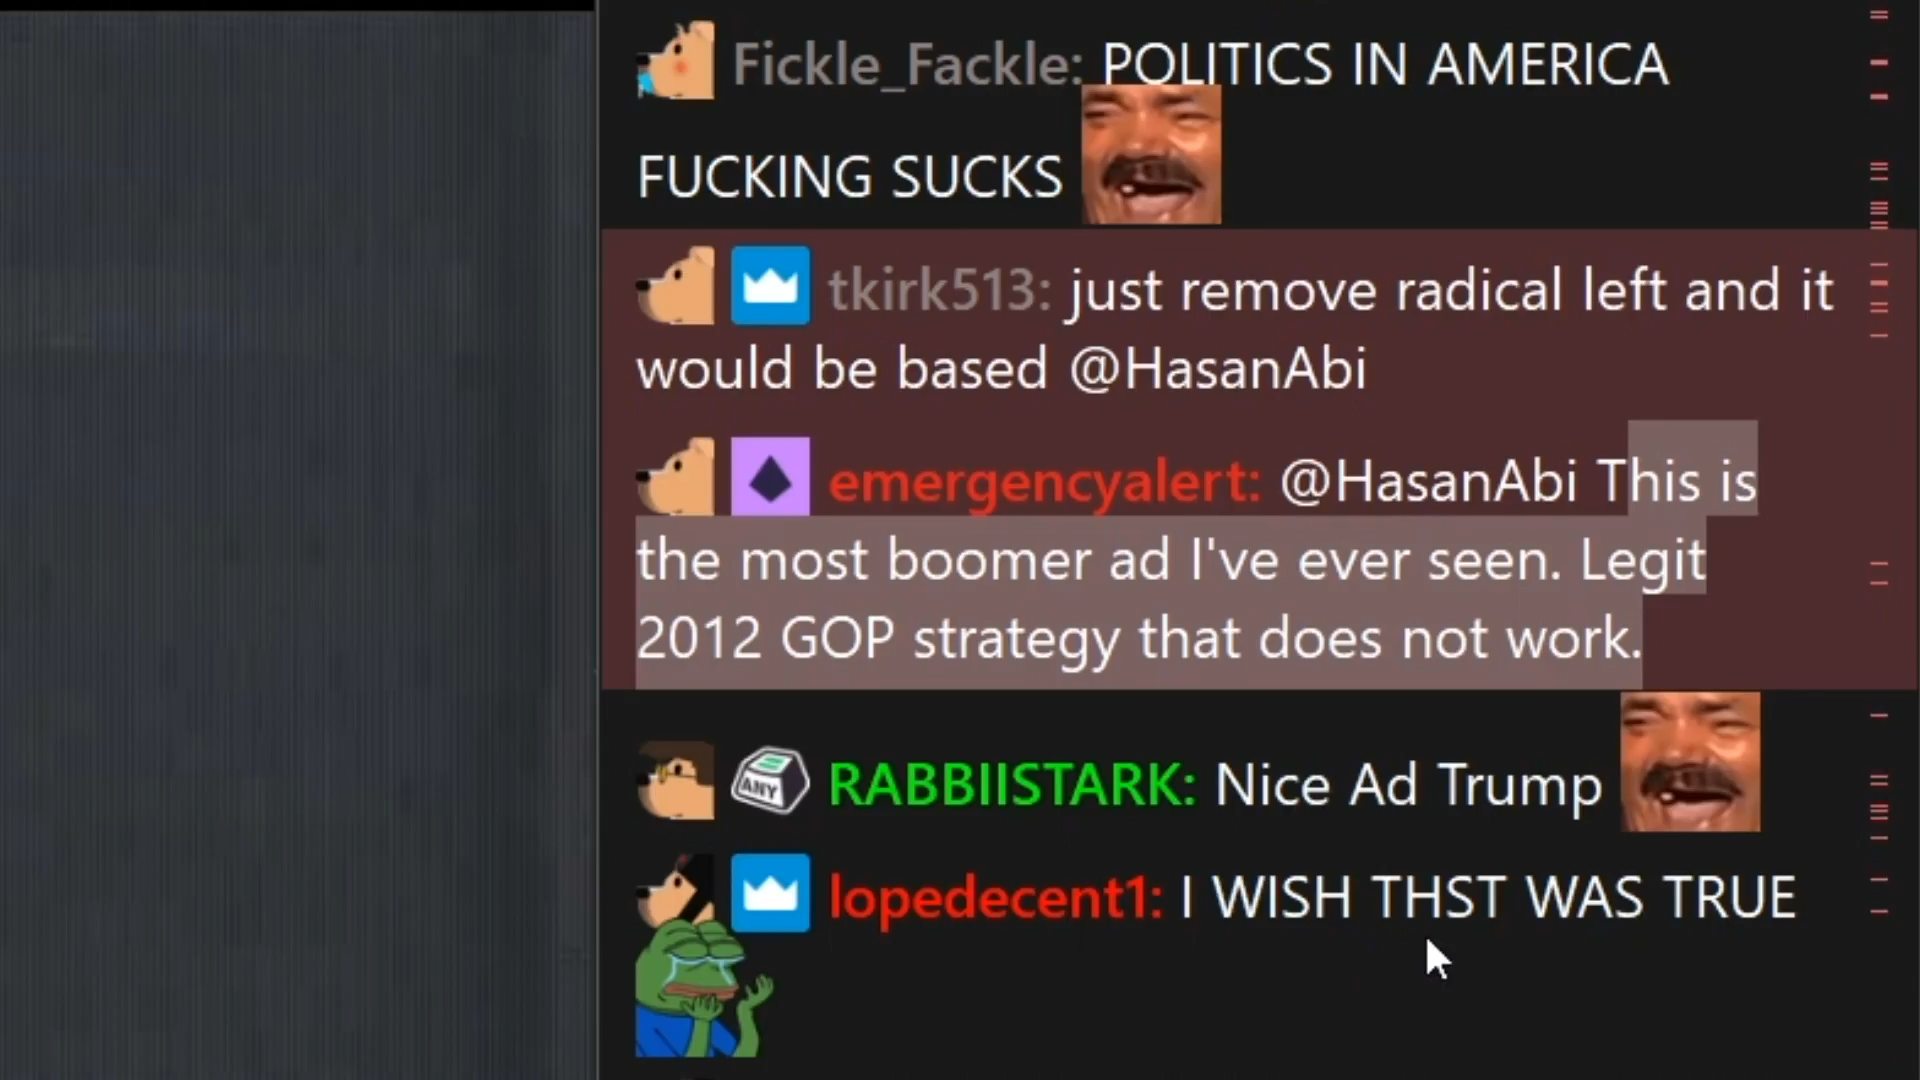 Fickle_Fackle: POLITICS IN AMERICA
FUCKING SUCKS
tkirk513: just remove radical left and it
would be based @HasanAbi
emergencyalert: @HasanAbi This is
the most boomer ad I've ever seen. Legit
2012 GOP strategy that does not work.
ANY RABBIISTARK: Nice Ad Trump
lopedecent1: I WISH THST WAS TRUE